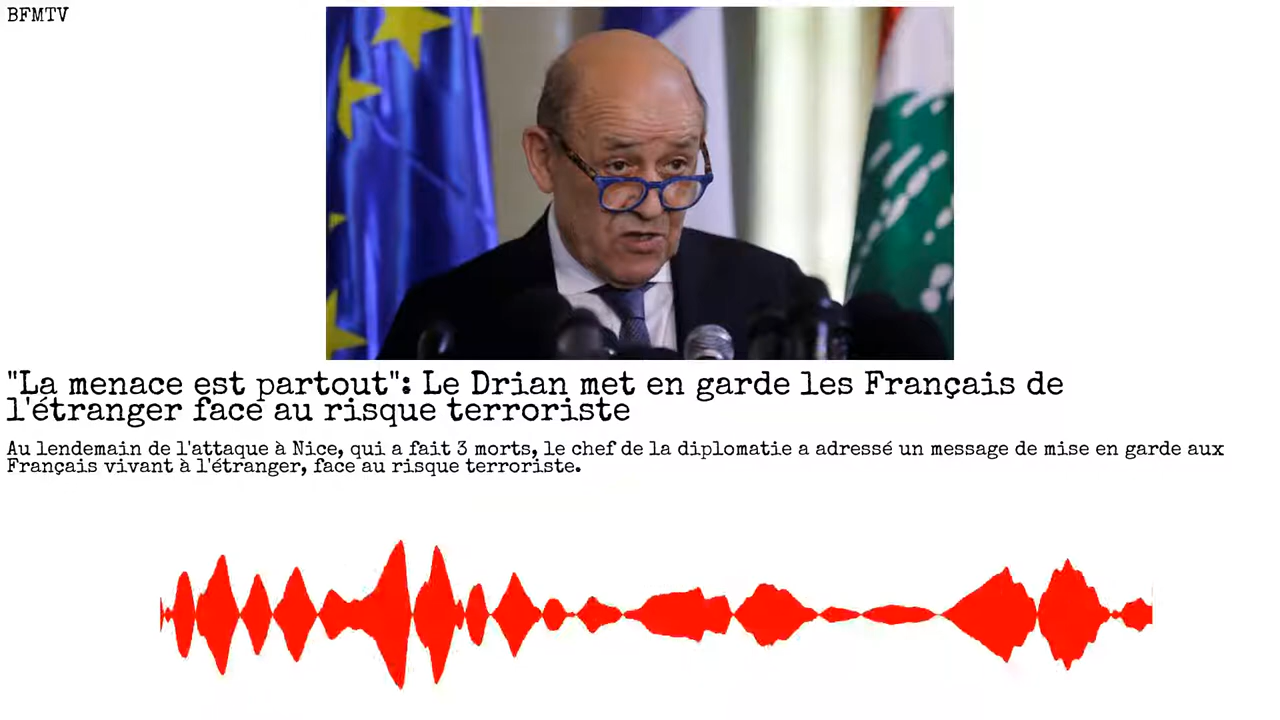 BFMTV
"La menace est partout": Le Drian met en garde les Français de
l'étranger face au risque terroriste
Au lendemain de l'attaque à Nice, qui a fait 3 morts, le chef de la diplomatie a adressé un message de mise en garde aux
Français vivant à l'étranger, face au risque terroriste.